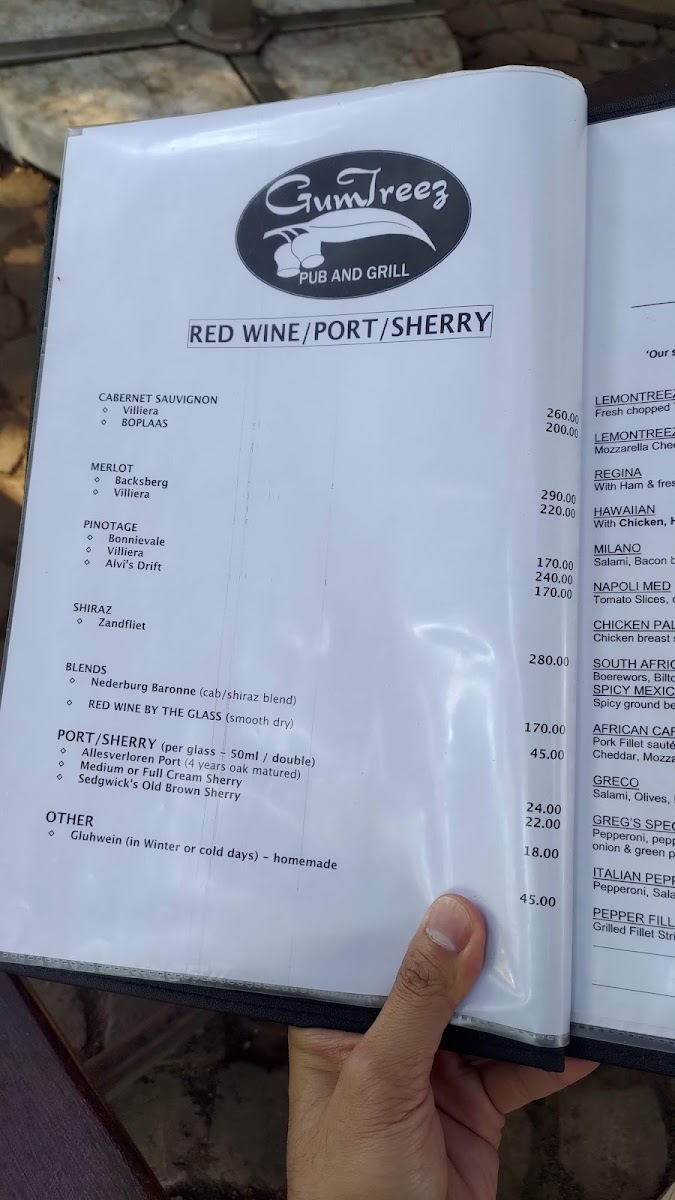 GumTreez
PUB AND GRILL
RED WINE/PORT/SHERRY
CABERNET SAUVIGNON
◇ Villiera 260.00
◇ BOPLAAS 200.00
MERLOT
◇ Backsberg 290.00
◇ Villiera 220.00
PINOTAGE
◇ Bonnievale 170.00
◇ Villiera 240.00
◇ Alvi's Drift 170.00
SHIRAZ
◇ Zandfliet 280.00
BLENDS
◇ Nederburg Baronne (cab/shiraz blend) 170.00
◇ RED WINE BY THE GLASS (smooth dry) 45.00
PORT/SHERRY (per glass – 50ml / double)
◇ Allesverloren Port (4 years oak matured) 24.00
◇ Medium or Full Cream Sherry 22.00
◇ Sedgwick's Old Brown Sherry 18.00
OTHER
◇ Gluhwein (in Winter or cold days) – homemade 45.00
'Our s
LEMONTREEZ
Fresh chopped
LEMONTREEZ
Mozzarella Chee
REGINA
With Ham & fres
HAWAIIAN
With Chicken, H
MILANO
Salami, Bacon b
NAPOLI MED
Tomato Slices,
CHICKEN PAL
Chicken breast s
SOUTH AFRIC
Boerewors, Bilto
SPICY MEXIC
Spicy ground be
AFRICAN CAR
Pork Fillet sauté
Cheddar, Mozza
GRECO
Salami, Olives,
GREG'S SPEC
Pepperoni, pepp
onion & green p
ITALIAN PEPP
Pepperoni, Sala
PEPPER FILL
Grilled Fillet Stri